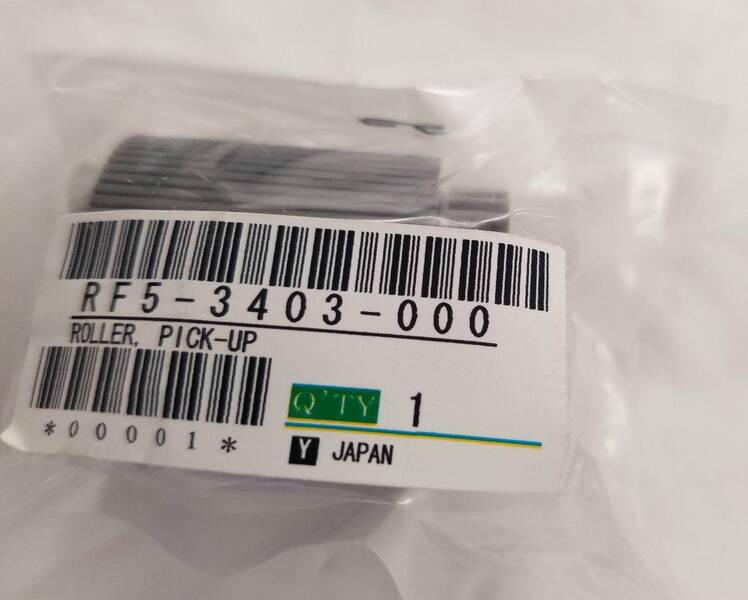 RF5-3403-000
ROLLER, PICK-UP
Q'TY 1
*00001*
Y JAPAN